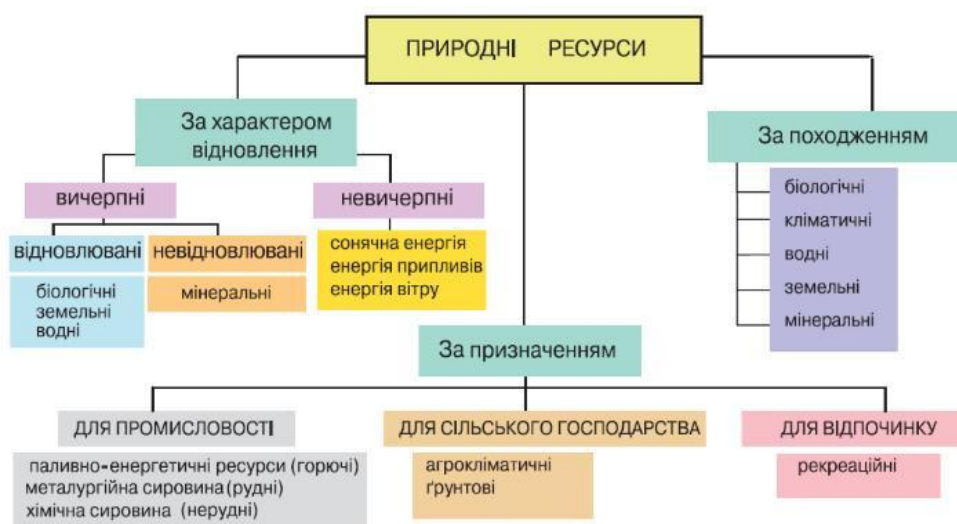 ПРИРОДНІ РЕСУРСИ
За характером
відновлення
За походженням
вичерпні
невичерпні
відновлювані
невідновлювані
біологічні
земельні
водні
мінеральні
сонячна енергія
енергія припливів
енергія вітру
біологічні
кліматичні
водні
земельні
мінеральні
За призначенням
ДЛЯ ПРОМИСЛОВОСТІ
паливно-енергетичні ресурси (горючі)
металургійна сировина (рудні)
хімічна сировина (нерудні)
ДЛЯ СІЛЬСЬКОГО ГОСПОДАРСТВА
агрокліматичні
ґрунтові
ДЛЯ ВІДПОЧИНКУ
рекреаційні